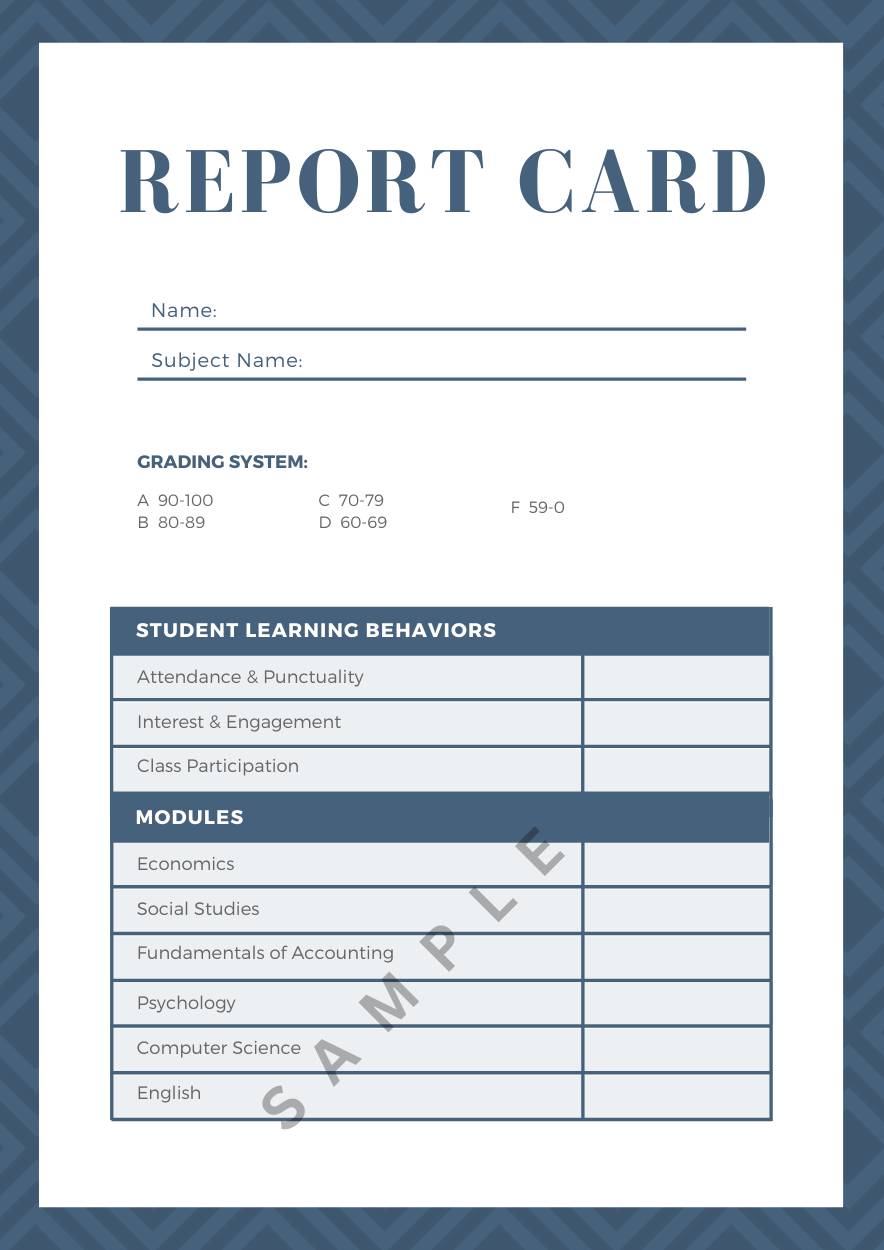 REPORT CARD
Name:
Subject Name:
GRADING SYSTEM:
A 90-100
B 80-89
C 70-79
D 60-69
F 59-0
STUDENT LEARNING BEHAVIORS
Attendance & Punctuality
Interest & Engagement
Class Participation
MODULES
Economics
Social Studies
Fundamentals of Accounting
Psychology
Computer Science
English
SAMPLE